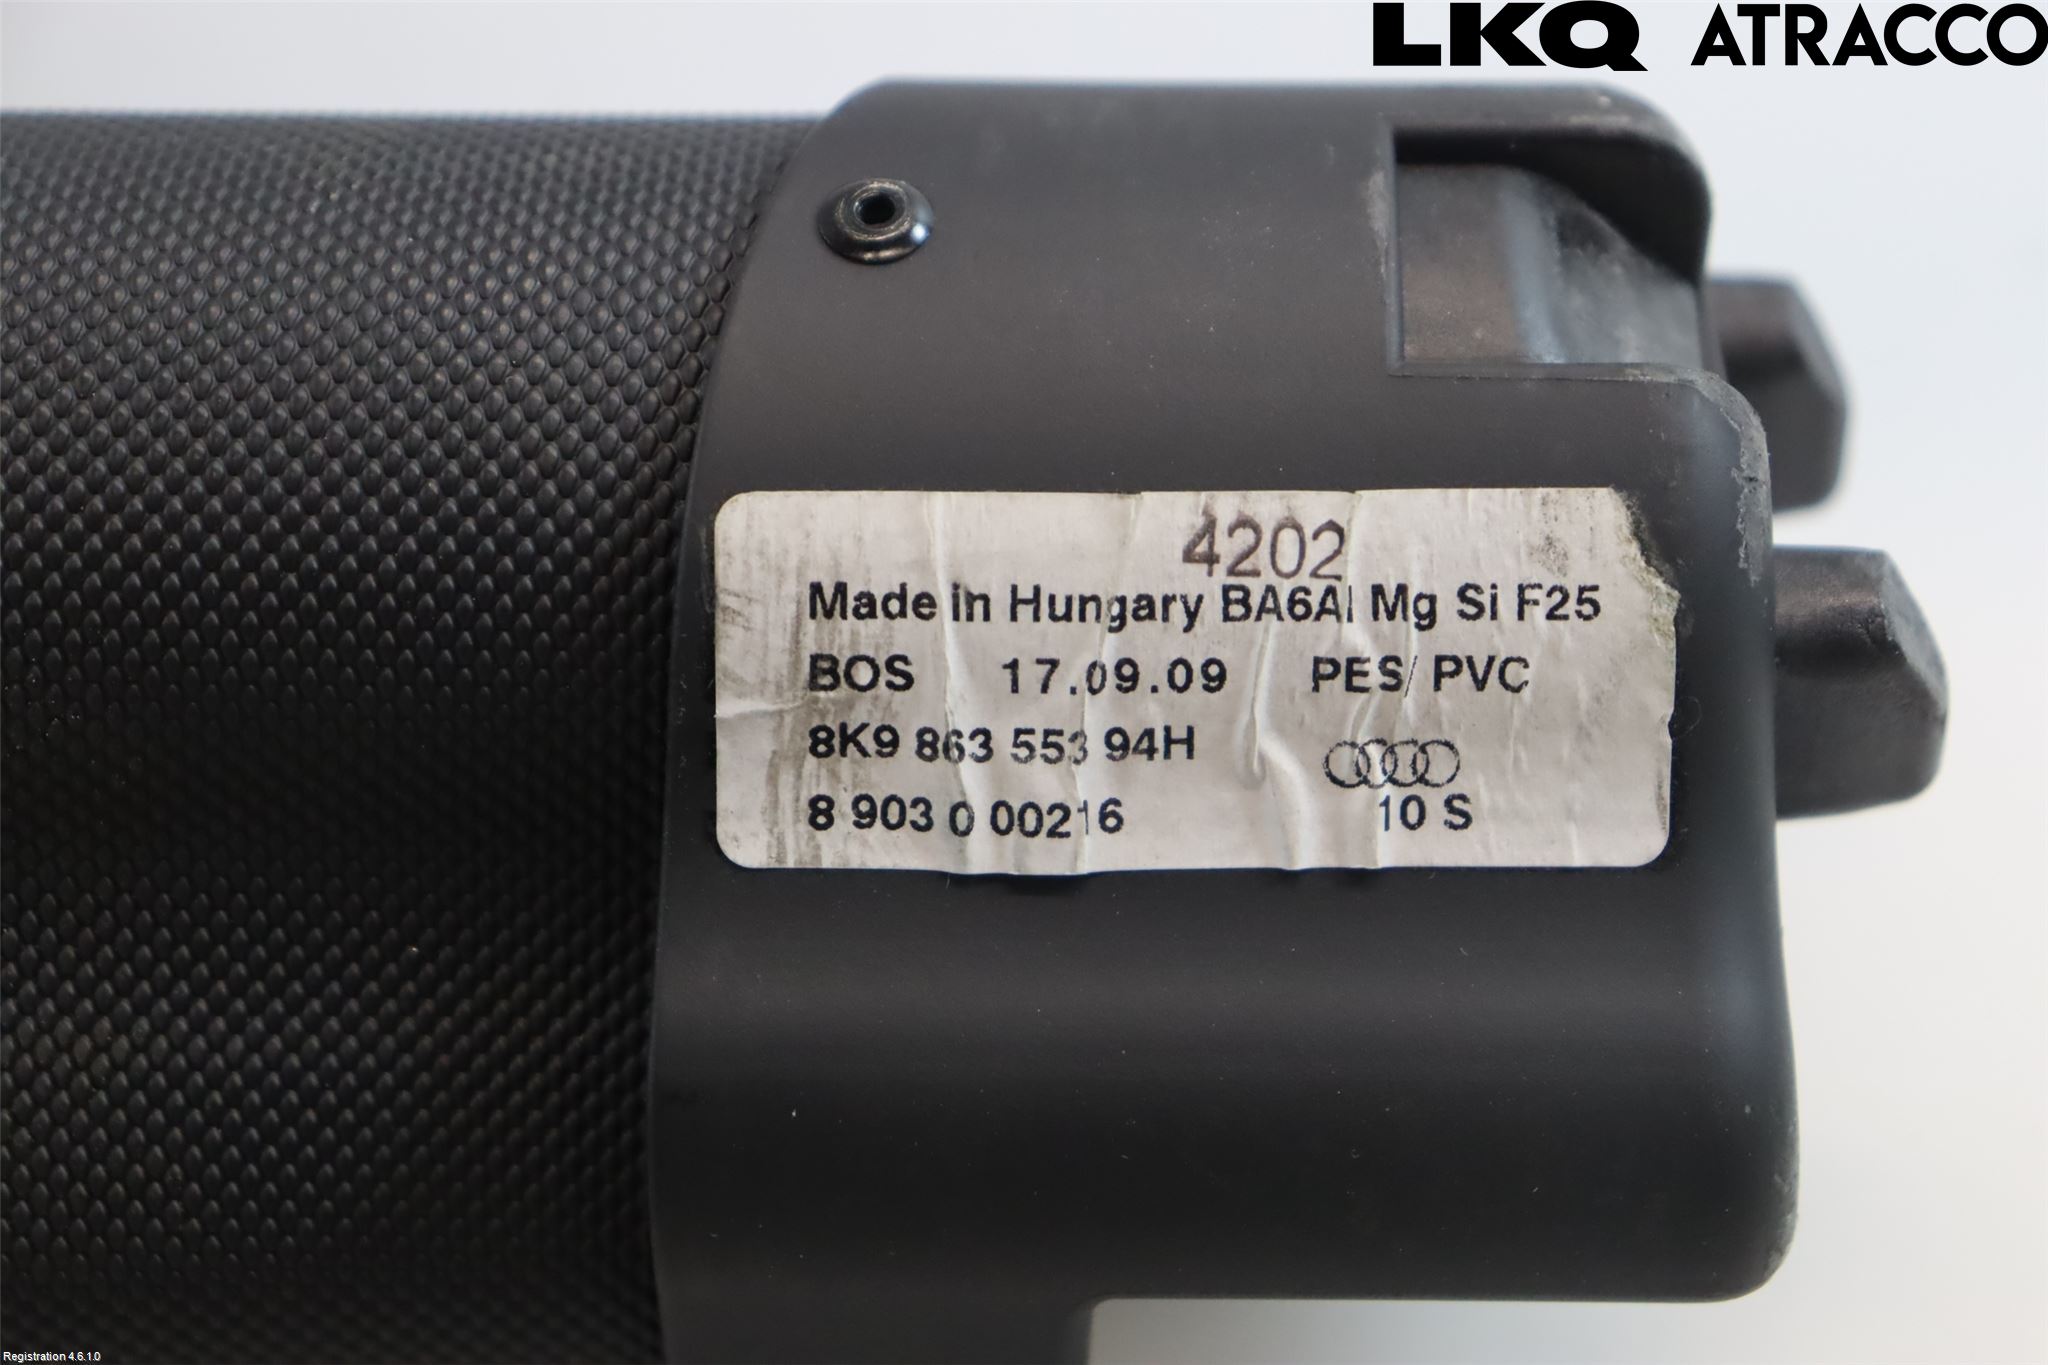 LKQ ATRACCO
4202
Made in Hungary BA6Al Mg Si F25
BOS 17.09.09 PES/ PVC
8K9 863 553 94H
8 903 0 00216 10 S
Registration 4.6.1.0